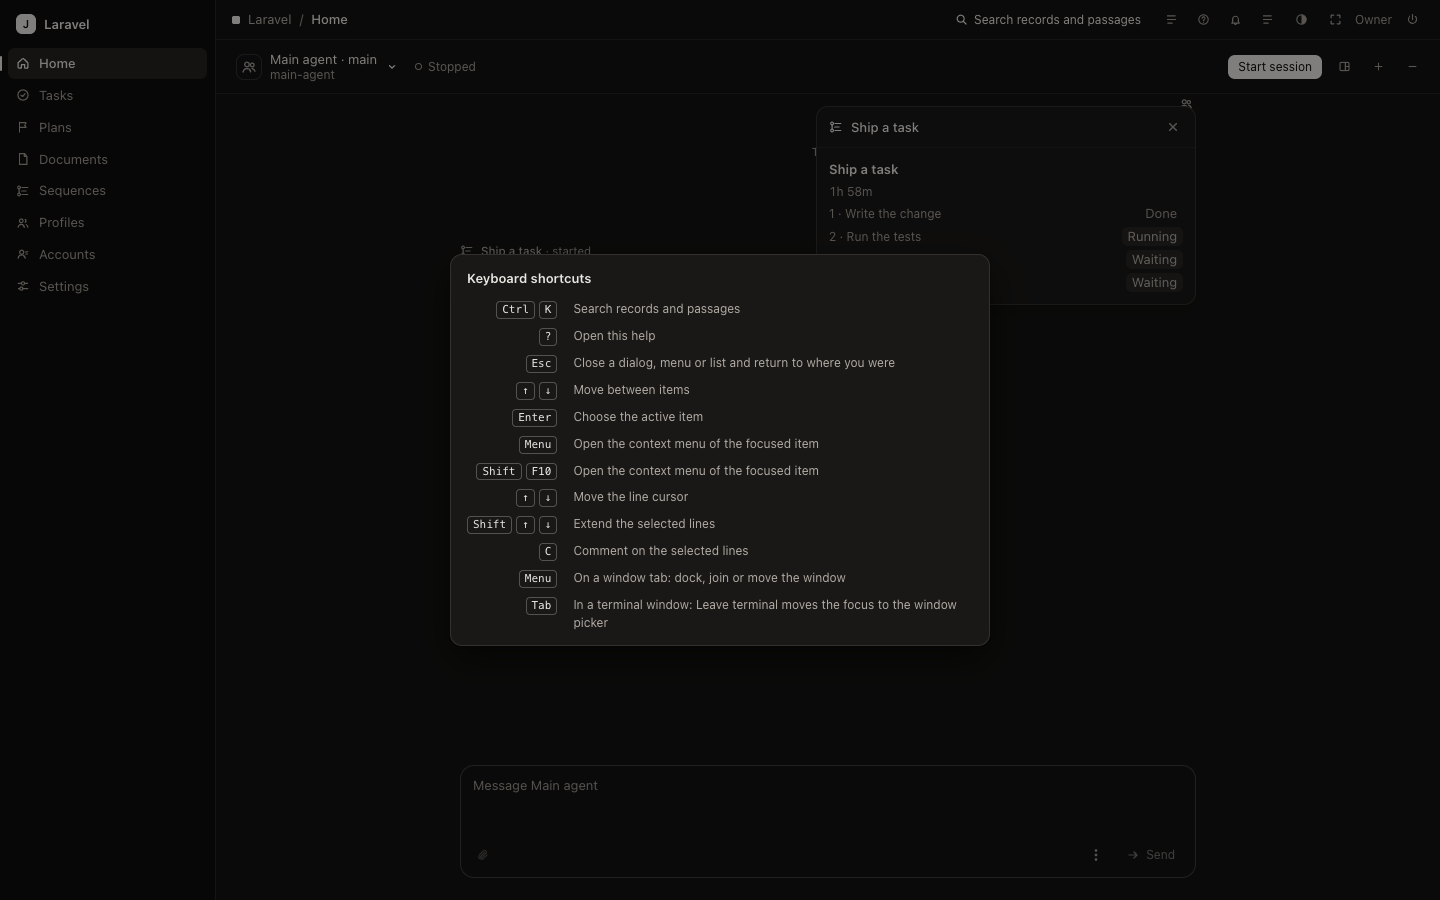 J Laravel
Laravel / Home
Search records and passages
Owner
Home
Tasks
Plans
Documents
Sequences
Profiles
Accounts
Settings
Main agent · main
main-agent
Stopped
Start session
Ship a task
Ship a task
1h 58m
1 · Write the change Done
2 · Run the tests Running
Waiting
Waiting
Ship a task · started
Keyboard shortcuts
Ctrl K Search records and passages
? Open this help
Esc Close a dialog, menu or list and return to where you were
↑ ↓ Move between items
Enter Choose the active item
Menu Open the context menu of the focused item
Shift F10 Open the context menu of the focused item
↑ ↓ Move the line cursor
Shift ↑ ↓ Extend the selected lines
C Comment on the selected lines
Menu On a window tab: dock, join or move the window
Tab In a terminal window: Leave terminal moves the focus to the window
picker
Message Main agent
Send